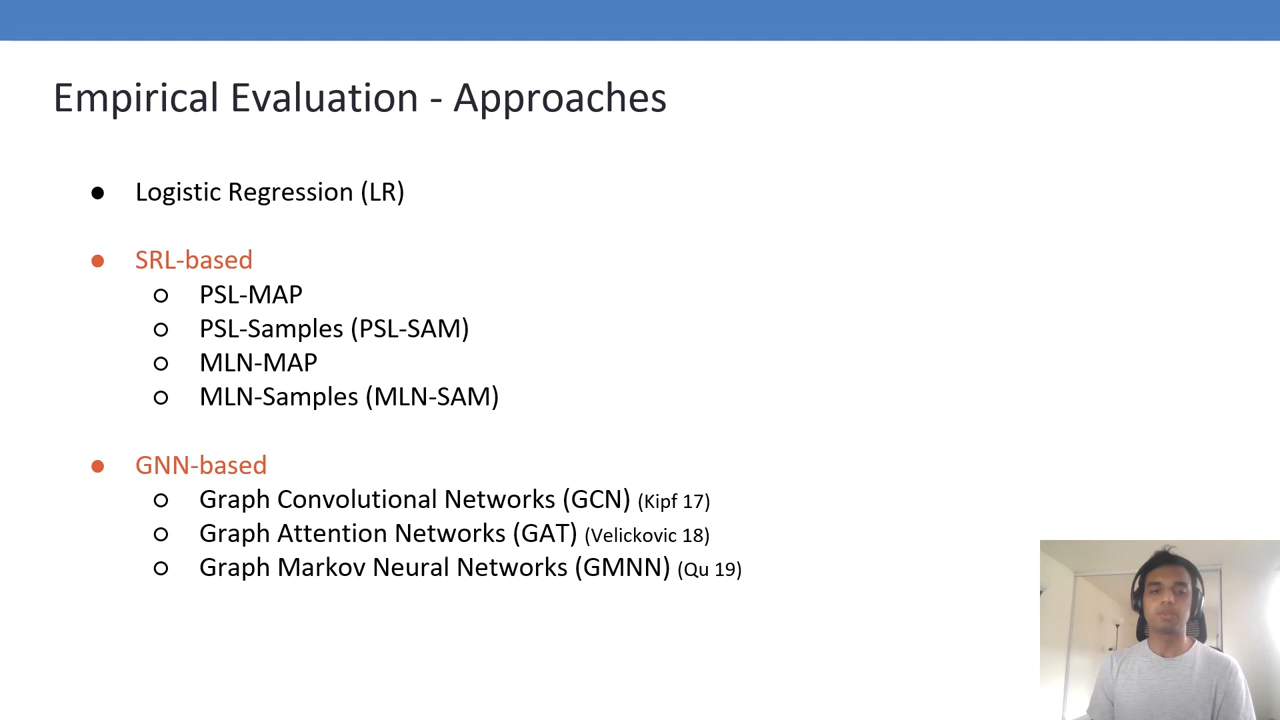 Empirical Evaluation - Approaches
● Logistic Regression (LR)
● SRL-based
○ PSL-MAP
○ PSL-Samples (PSL-SAM)
○ MLN-MAP
○ MLN-Samples (MLN-SAM)
● GNN-based
○ Graph Convolutional Networks (GCN) (Kipf 17)
○ Graph Attention Networks (GAT) (Velickovic 18)
○ Graph Markov Neural Networks (GMNN) (Qu 19)